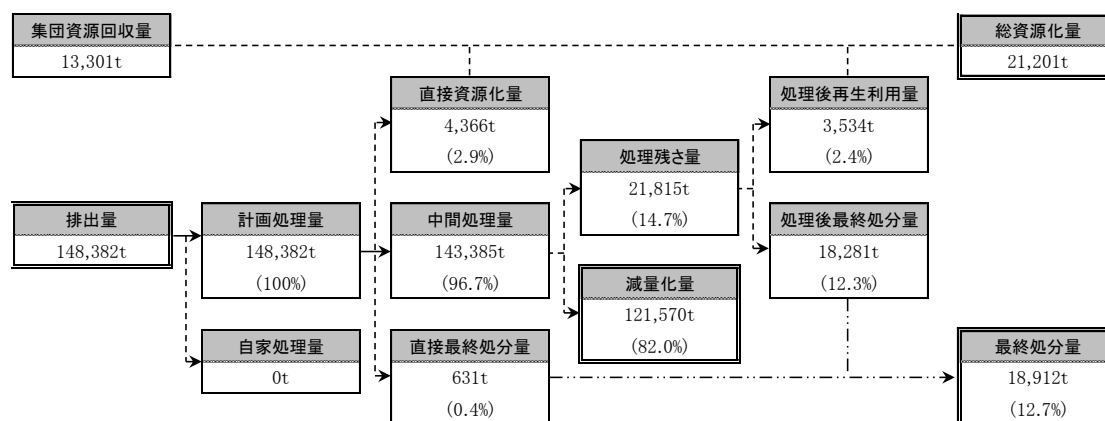 集団資源回収量
13,301t
総資源化量
21,201t
直接資源化量
4,366t
(2.9%)
処理後再生利用量
3,534t
(2.4%)
処理残さ量
21,815t
(14.7%)
排出量
148,382t
計画処理量
148,382t
(100%)
中間処理量
143,385t
(96.7%)
処理後最終処分量
18,281t
(12.3%)
減量化量
121,570t
(82.0%)
自家処理量
0t
直接最終処分量
631t
(0.4%)
最終処分量
18,912t
(12.7%)